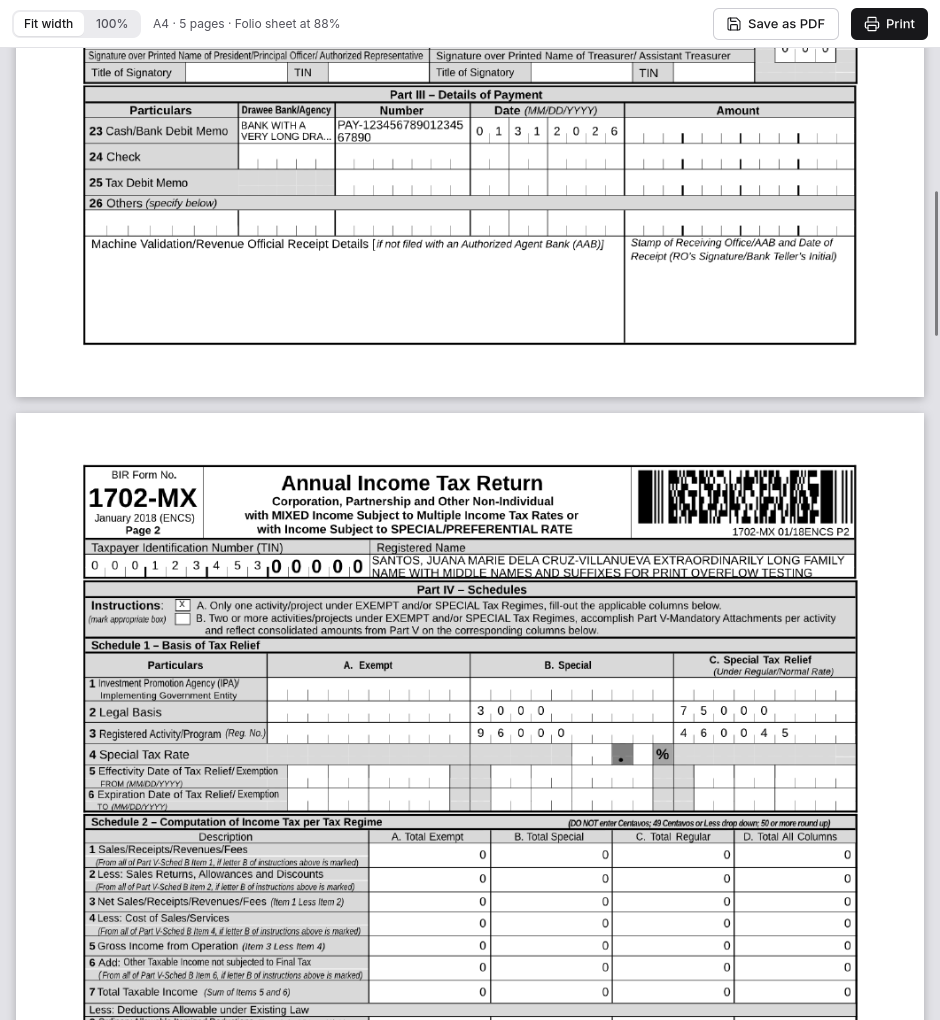 Fit width 100% A4 · 5 pages · Folio sheet at 88% Save as PDF Print
Signature over Printed Name of President/Principal Officer/ Authorized Representative Signature over Printed Name of Treasurer/ Assistant Treasurer 0 0 0
Title of Signatory TIN Title of Signatory TIN
Part III – Details of Payment
Particulars Drawee Bank/Agency Number Date (MM/DD/YYYY) Amount
23 Cash/Bank Debit Memo BANK WITH A VERY LONG DRA... PAY-12345678901234567890 0 1 3 1 2 0 2 6
24 Check
25 Tax Debit Memo
26 Others (specify below)
Machine Validation/Revenue Official Receipt Details [if not filed with an Authorized Agent Bank (AAB)] Stamp of Receiving Office/AAB and Date of
Receipt (RO's Signature/Bank Teller's Initial)
BIR Form No.
1702-MX
January 2018 (ENCS)
Page 2
Annual Income Tax Return
Corporation, Partnership and Other Non-Individual
with MIXED Income Subject to Multiple Income Tax Rates or
with Income Subject to SPECIAL/PREFERENTIAL RATE
1702-MX 01/18ENCS P2
Taxpayer Identification Number (TIN) Registered Name
0 0 0 1 2 3 4 5 3 0 0 0 0 0 SANTOS, JUANA MARIE DELA CRUZ-VILLANUEVA EXTRAORDINARILY LONG FAMILY
NAME WITH MIDDLE NAMES AND SUFFIXES FOR PRINT OVERFLOW TESTING
Part IV – Schedules
Instructions: X A. Only one activity/project under EXEMPT and/or SPECIAL Tax Regimes, fill-out the applicable columns below.
(mark appropriate box) B. Two or more activities/projects under EXEMPT and/or SPECIAL Tax Regimes, accomplish Part V-Mandatory Attachments per activity
and reflect consolidated amounts from Part V on the corresponding columns below.
Schedule 1 – Basis of Tax Relief
Particulars A. Exempt B. Special C. Special Tax Relief
(Under Regular/Normal Rate)
1 Investment Promotion Agency (IPA)/
Implementing Government Entity
2 Legal Basis 3 0 0 0 7 5 0 0 0
3 Registered Activity/Program (Reg. No.) 9 6 0 0 0 4 6 0 0 4 5
4 Special Tax Rate . %
5 Effectivity Date of Tax Relief/ Exemption
FROM (MM/DD/YYYY)
6 Expiration Date of Tax Relief/ Exemption
TO (MM/DD/YYYY)
Schedule 2 – Computation of Income Tax per Tax Regime (DO NOT enter Centavos; 49 Centavos or Less drop down; 50 or more round up)
Description A. Total Exempt B. Total Special C. Total Regular D. Total All Columns
1 Sales/Receipts/Revenues/Fees 0 0 0 0
(From all of Part V-Sched B Item 1, if letter B of instructions above is marked)
2 Less: Sales Returns, Allowances and Discounts 0 0 0 0
(From all of Part V-Sched B Item 2, if letter B of instructions above is marked)
3 Net Sales/Receipts/Revenues/Fees (Item 1 Less Item 2) 0 0 0 0
4 Less: Cost of Sales/Services 0 0 0 0
(From all of Part V-Sched B Item 4, if letter B of instructions above is marked)
5 Gross Income from Operation (Item 3 Less Item 4) 0 0 0 0
6 Add: Other Taxable Income not subjected to Final Tax 0 0 0 0
(From all of Part V-Sched B Item 6, if letter B of instructions above is marked)
7 Total Taxable Income (Sum of Items 5 and 6) 0 0 0 0
Less: Deductions Allowable under Existing Law